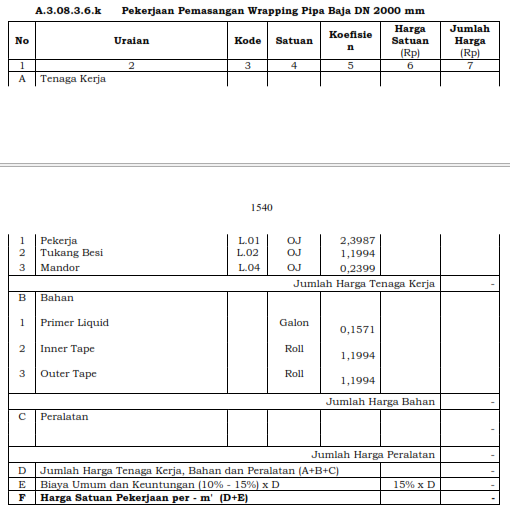 A.3.08.3.6.k Pekerjaan Pemasangan Wrapping Pipa Baja DN 2000 mm
No Uraian Kode Satuan Koefisien Harga Satuan (Rp) Jumlah Harga (Rp)
1 2 3 4 5 6 7
A Tenaga Kerja
1540
1 Pekerja L.01 OJ 2,3987
2 Tukang Besi L.02 OJ 1,1994
3 Mandor L.04 OJ 0,2399
Jumlah Harga Tenaga Kerja -
B Bahan
1 Primer Liquid Galon 0,1571
2 Inner Tape Roll 1,1994
3 Outer Tape Roll 1,1994
Jumlah Harga Bahan -
C Peralatan -
Jumlah Harga Peralatan -
D Jumlah Harga Tenaga Kerja, Bahan dan Peralatan (A+B+C) -
E Biaya Umum dan Keuntungan (10% - 15%) x D 15% x D -
F Harga Satuan Pekerjaan per - m' (D+E) -